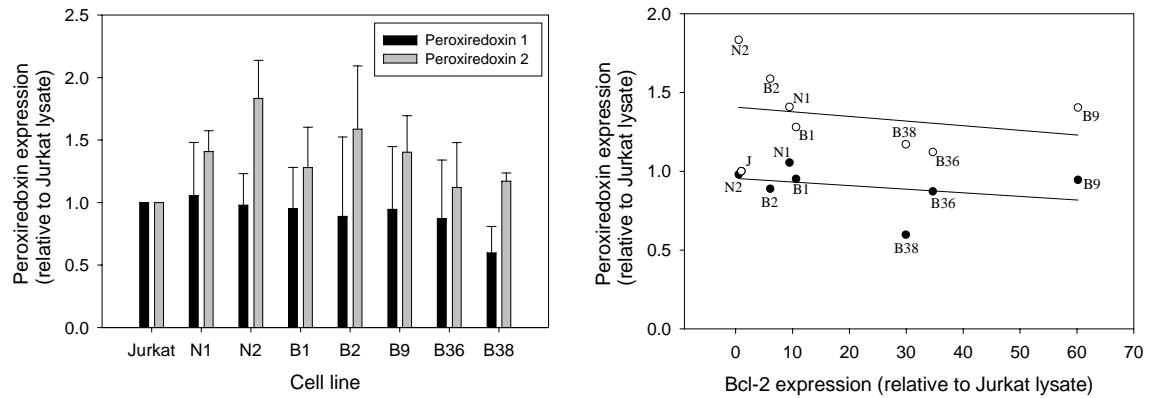 Peroxiredoxin expression
(relative to Jurkat lysate)
2.5
2.0
1.5
1.0
0.5
0.0
Peroxiredoxin 1
Peroxiredoxin 2
Jurkat N1 N2 B1 B2 B9 B36 B38
Cell line
Peroxiredoxin expression
(relative to Jurkat lysate)
2.0
1.5
1.0
0.5
0.0
N2
B2
N1
B1
B38
B36
B9
J
N1
N2
B2
B1
B38
B36
B9
0 10 20 30 40 50 60 70
Bcl-2 expression (relative to Jurkat lysate)